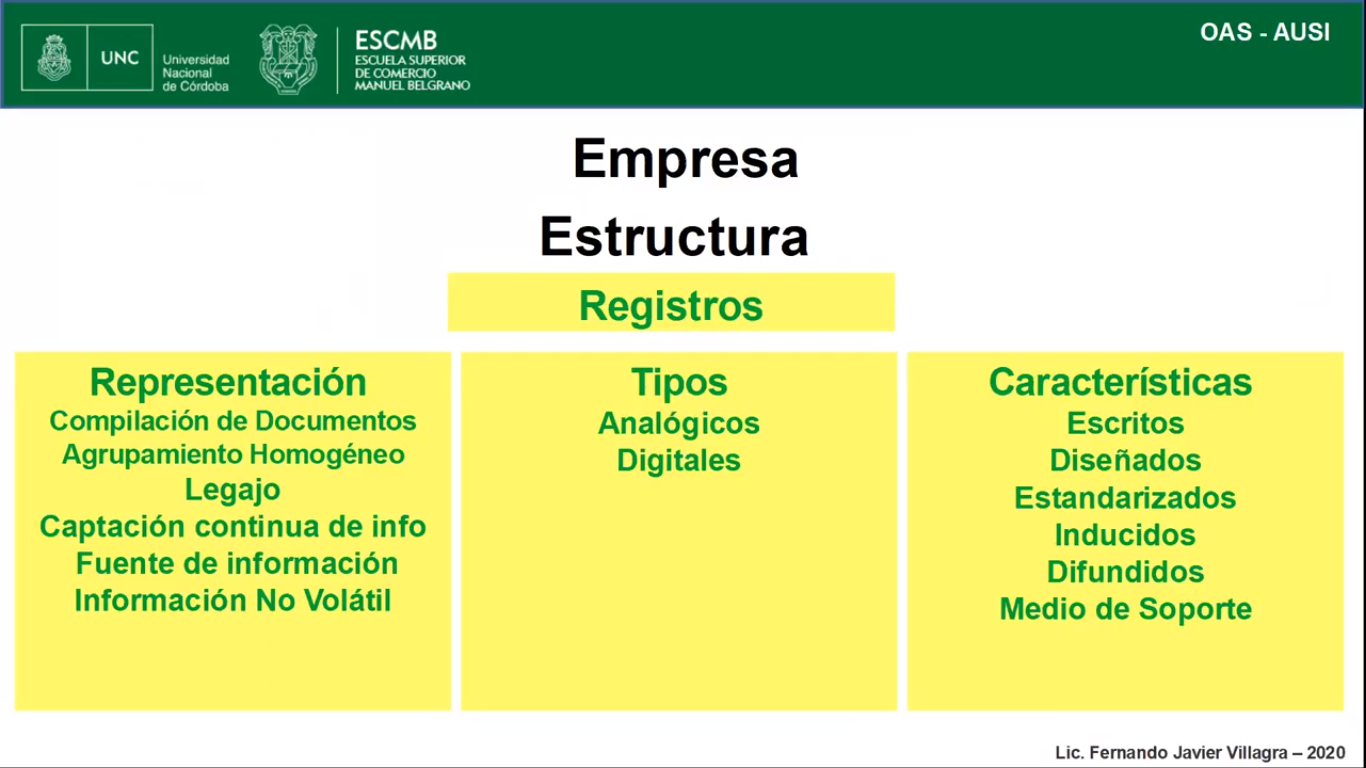 UNC
Universidad
Nacional
de Córdoba
ESCMB
ESCUELA SUPERIOR
DE COMERCIO
MANUEL BELGRANO
OAS - AUSI
Empresa
Estructura
Registros
Representación
Compilación de Documentos
Agrupamiento Homogéneo
Legajo
Captación continua de info
Fuente de información
Información No Volátil
Tipos
Analógicos
Digitales
Características
Escritos
Diseñados
Estandarizados
Inducidos
Difundidos
Medio de Soporte
Lic. Fernando Javier Villagra – 2020